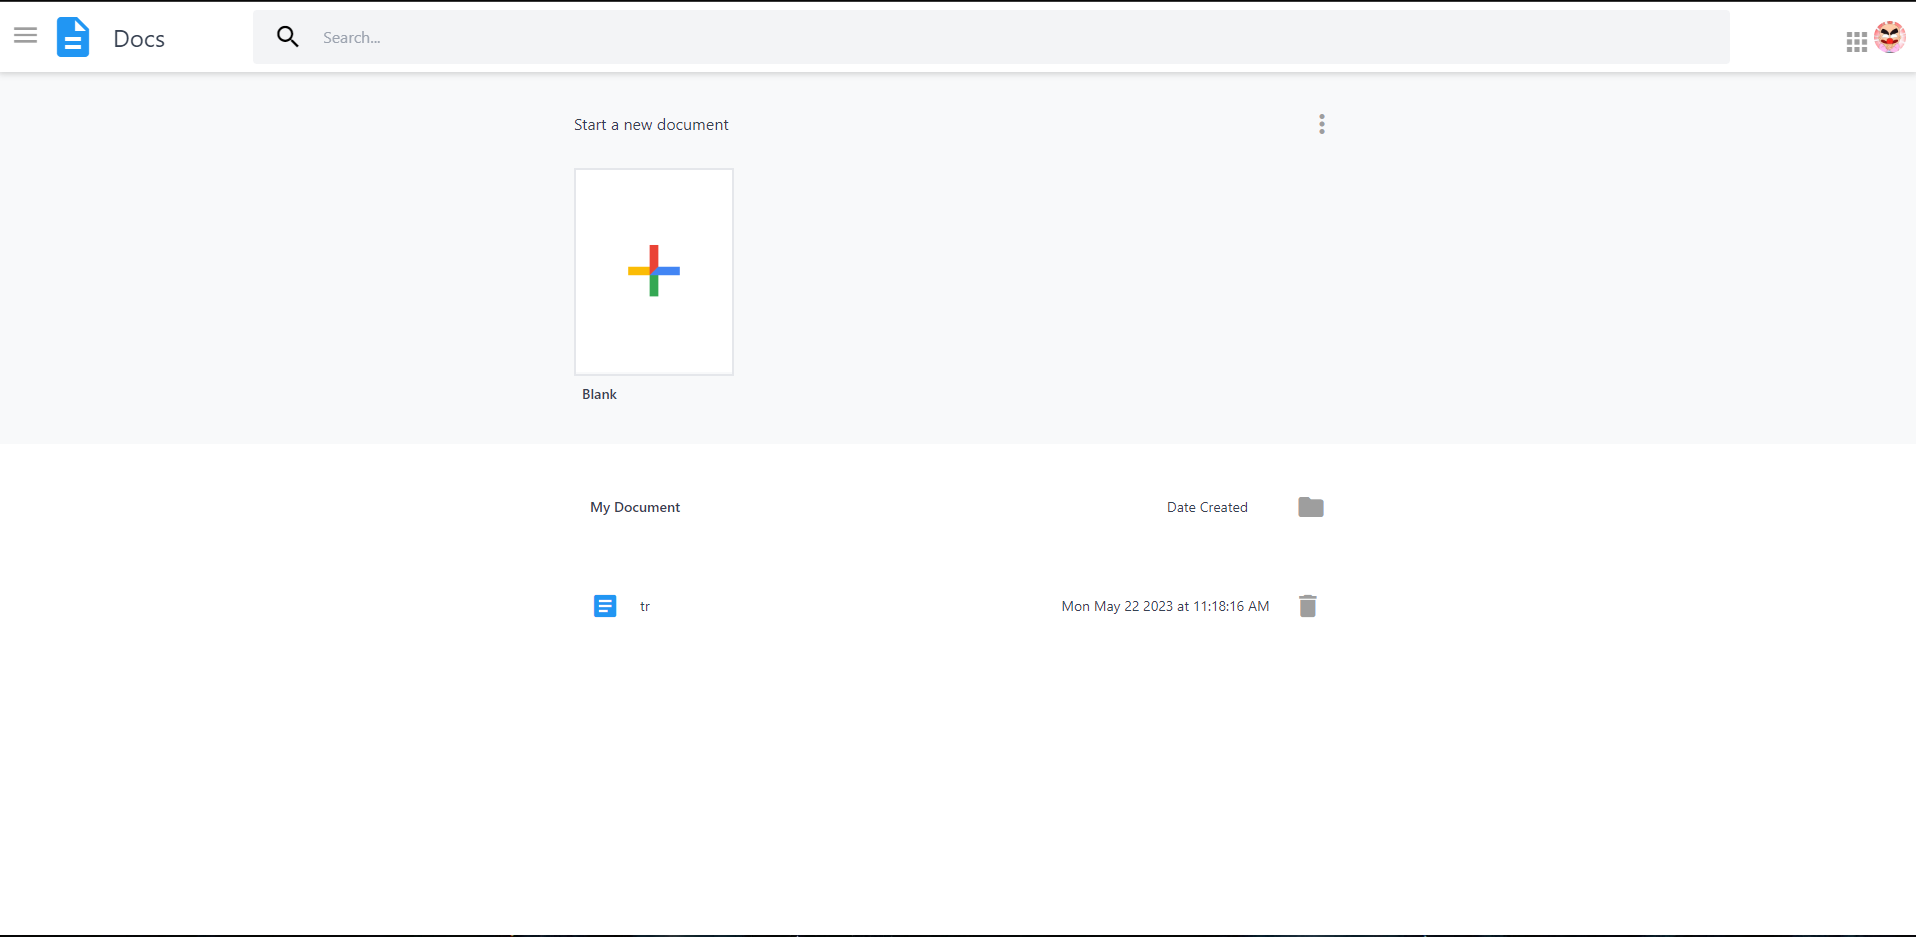 Docs
Search...
Start a new document
Blank
My Document Date Created
tr Mon May 22 2023 at 11:18:16 AM